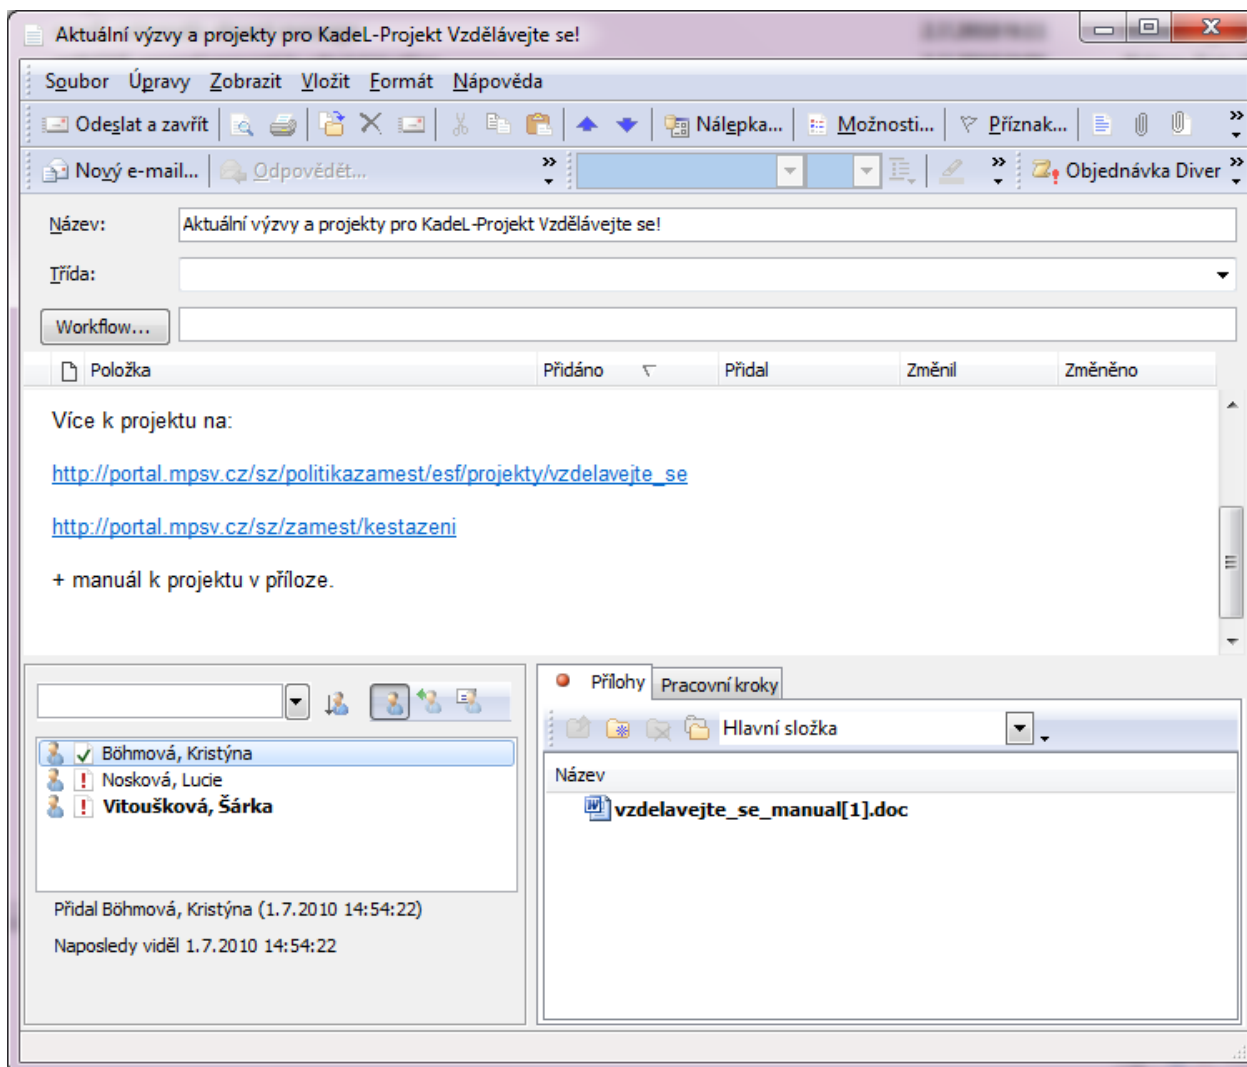 Aktuální výzvy a projekty pro KadeL-Projekt Vzdělávejte se!
Soubor Úpravy Zobrazit Vložit Formát Nápověda
Odeslat a zavřít Nálepka... Možnosti... Příznak...
Nový e-mail... Odpovědět... Objednávka Diver
Název: Aktuální výzvy a projekty pro KadeL-Projekt Vzdělávejte se!
Třída:
Workflow...
Položka Přidáno Přidal Změnil Změněno
Více k projektu na:
http://portal.mpsv.cz/sz/politikazamest/esf/projekty/vzdelavejte_se
http://portal.mpsv.cz/sz/zamest/kestazeni
+ manuál k projektu v příloze.
Přílohy Pracovní kroky
Hlavní složka
Böhmová, Kristýna
Nosková, Lucie
Vitoušková, Šárka
Název
vzdelavejte_se_manual[1].doc
Přidal Böhmová, Kristýna (1.7.2010 14:54:22)
Naposledy viděl 1.7.2010 14:54:22